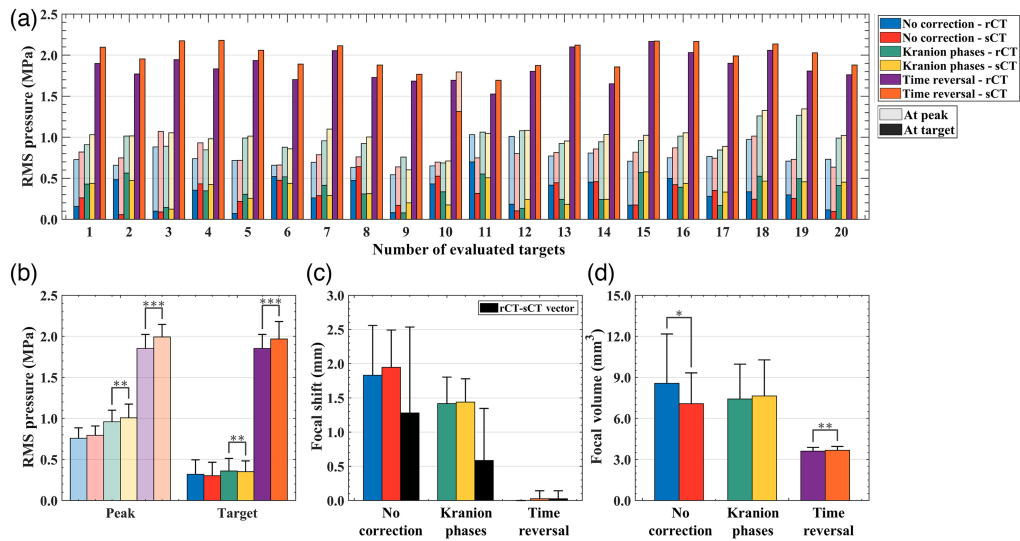 (a)
2.5
2.0
1.5
1.0
0.5
0.0
RMS pressure (MPa)
1 2 3 4 5 6 7 8 9 10 11 12 13 14 15 16 17 18 19 20
Number of evaluated targets
No correction - rCT
No correction - sCT
Kranion phases - rCT
Kranion phases - sCT
Time reversal - rCT
Time reversal - sCT
At peak
At target
(b)
2.5
2.0
1.5
1.0
0.5
0.0
RMS pressure (MPa)
**
***
**
***
Peak Target
(c)
3.0
2.5
2.0
1.5
1.0
0.5
0.0
Focal shift (mm)
rCT-sCT vector
No Kranion Time
correction phases reversal
(d)
15.0
12.0
9.0
6.0
3.0
0.0
Focal volume (mm³)
*
**
No Kranion Time
correction phases reversal